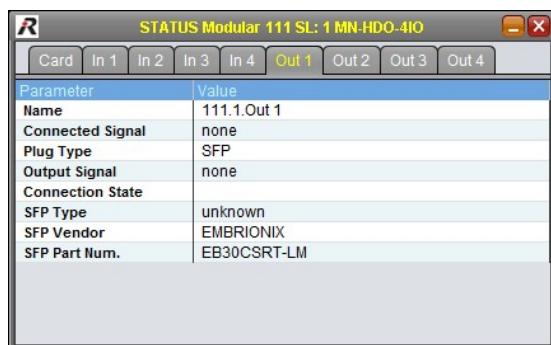 R STATUS Modular 111 SL: 1 MN-HDO-4IO
Card In 1 In 2 In 3 In 4 Out 1 Out 2 Out 3 Out 4
Parameter Value
Name 111.1.Out 1
Connected Signal none
Plug Type SFP
Output Signal none
Connection State
SFP Type unknown
SFP Vendor EMBRIONIX
SFP Part Num. EB30CSRT-LM